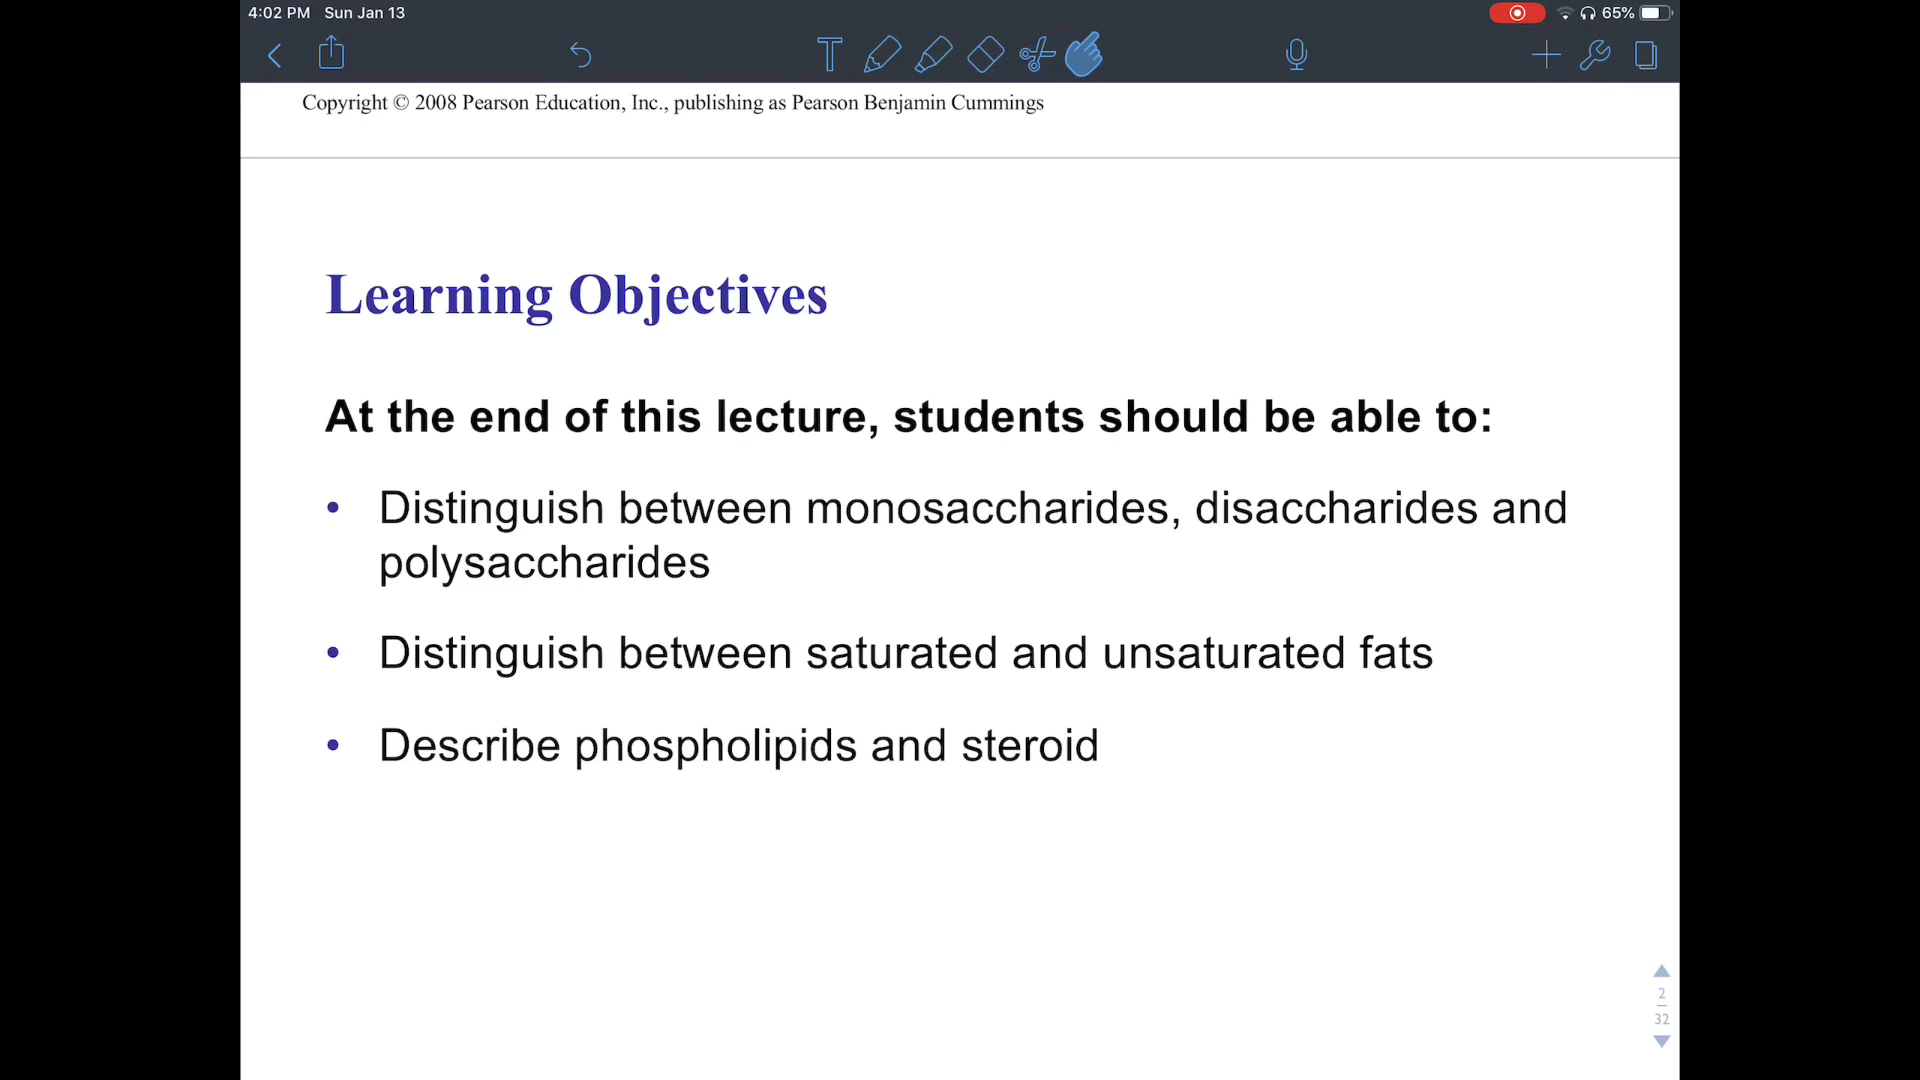 4:02 PM Sun Jan 13 65%
T
Copyright © 2008 Pearson Education, Inc., publishing as Pearson Benjamin Cummings
Learning Objectives
At the end of this lecture, students should be able to:
• Distinguish between monosaccharides, disaccharides and
polysaccharides
• Distinguish between saturated and unsaturated fats
• Describe phospholipids and steroid
2
32